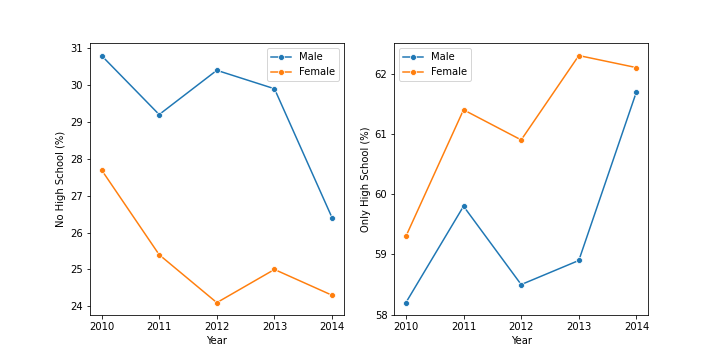 31
30
29
28
27
26
25
24
No High School (%)
2010 2011 2012 2013 2014
Year
Male
Female
62
61
60
59
58
Only High School (%)
2010 2011 2012 2013 2014
Year
Male
Female